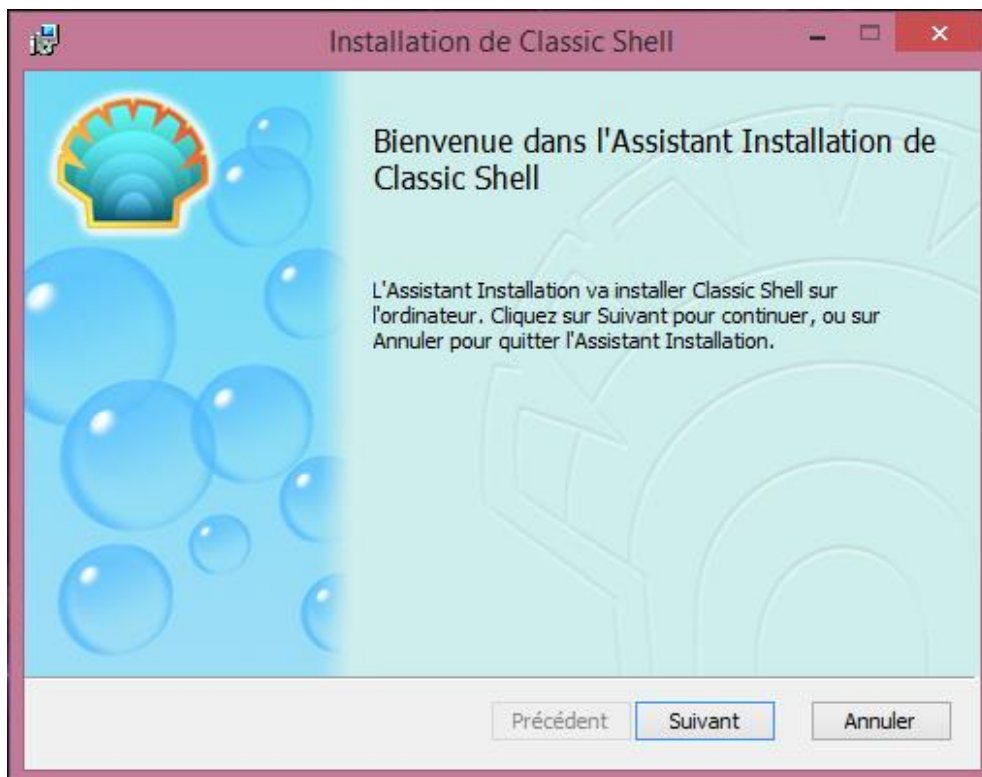 Installation de Classic Shell
Bienvenue dans l'Assistant Installation de
Classic Shell
L'Assistant Installation va installer Classic Shell sur
l'ordinateur. Cliquez sur Suivant pour continuer, ou sur
Annuler pour quitter l'Assistant Installation.
Précédent Suivant Annuler